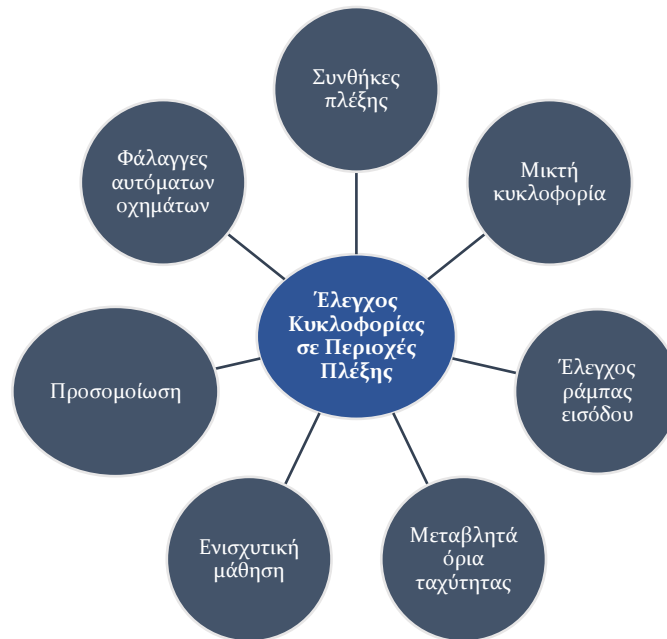 Συνθήκες
πλέξης
Μικτή
κυκλοφορία
Έλεγχος
ράμπας
εισόδου
Μεταβλητά
όρια
ταχύτητας
Ενισχυτική
μάθηση
Προσομοίωση
Φάλαγγες
αυτόματων
οχημάτων
Έλεγχος
Κυκλοφορίας
σε Περιοχές
Πλέξης